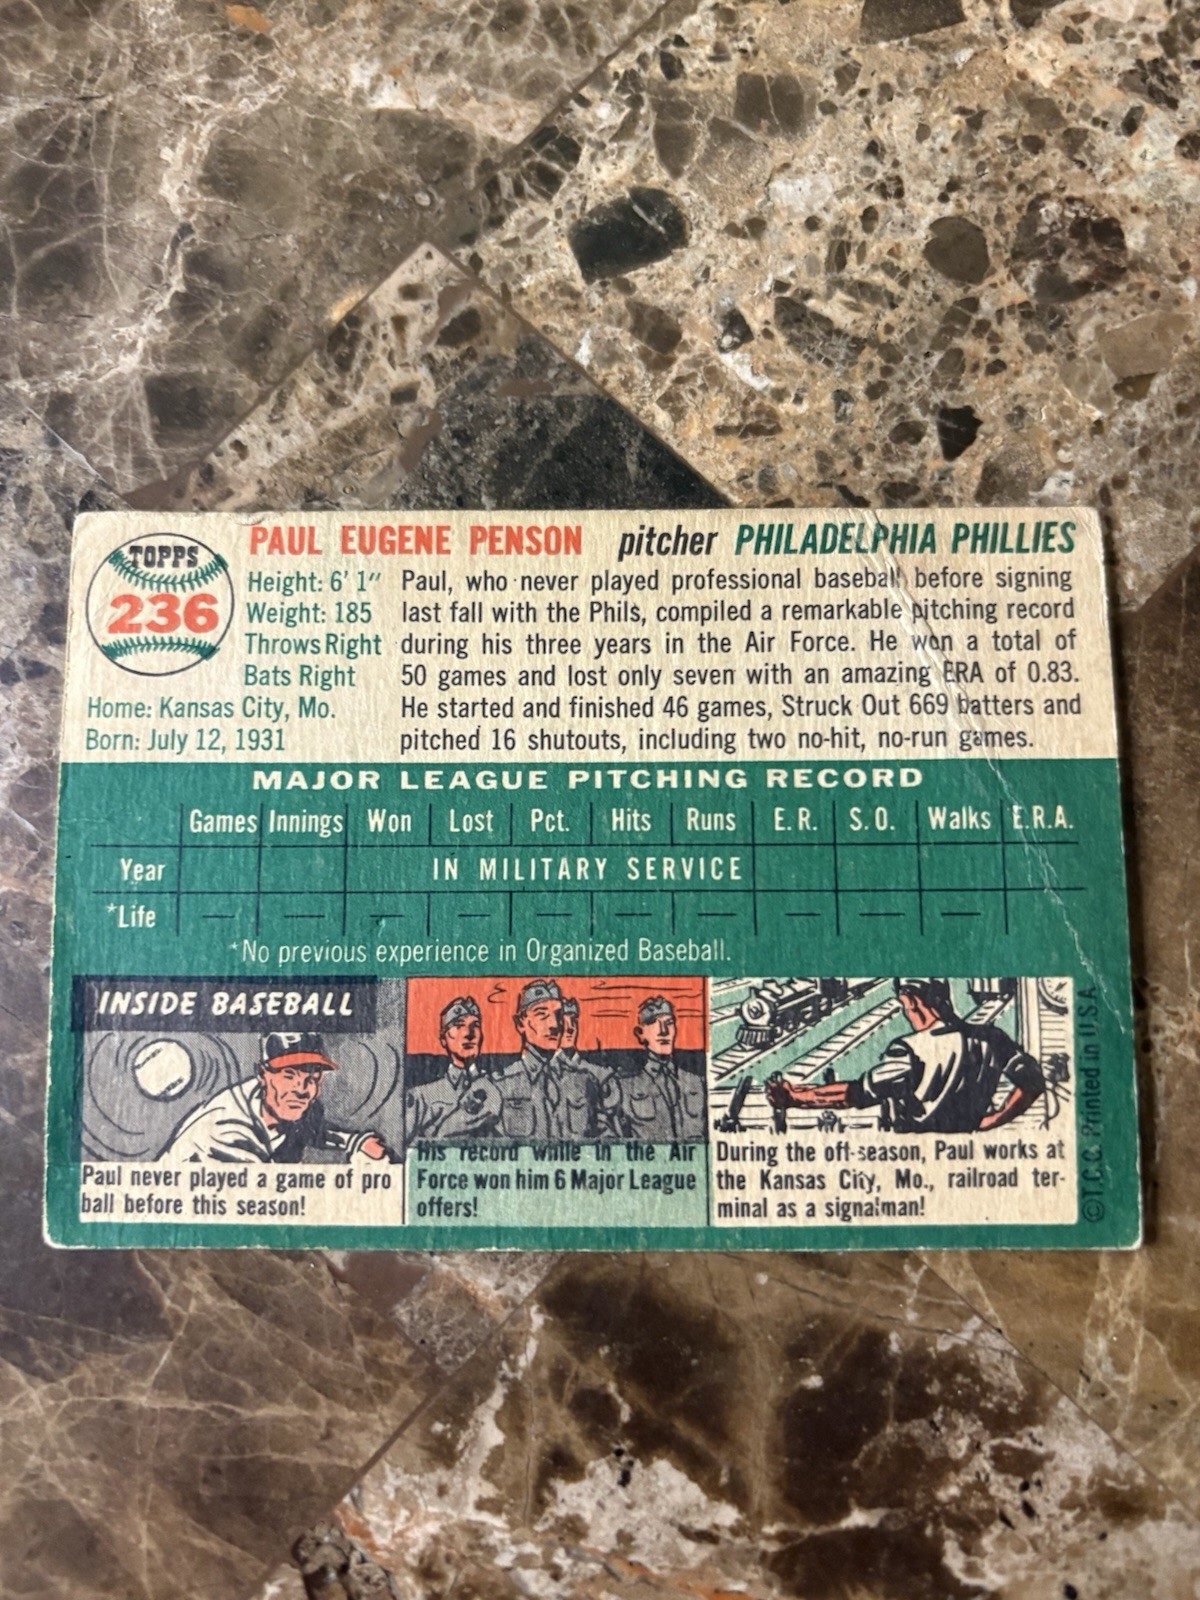 TOPPS
236
PAUL EUGENE PENSON pitcher PHILADELPHIA PHILLIES
Height: 6' 1"
Weight: 185
Throws Right
Bats Right
Home: Kansas City, Mo.
Born: July 12, 1931
Paul, who never played professional baseball before signing
last fall with the Phils, compiled a remarkable pitching record
during his three years in the Air Force. He won a total of
50 games and lost only seven with an amazing ERA of 0.83.
He started and finished 46 games, Struck Out 669 batters and
pitched 16 shutouts, including two no-hit, no-run games.
MAJOR LEAGUE PITCHING RECORD
Games Innings Won Lost Pct. Hits Runs E. R. S. O. Walks E.R.A.
Year IN MILITARY SERVICE
*Life — — — — — — — — — —
*No previous experience in Organized Baseball.
INSIDE BASEBALL
P
Paul never played a game of pro
ball before this season!
His record while in the Air
Force won him 6 Major League
offers!
During the off-season, Paul works at
the Kansas City, Mo., railroad ter-
minal as a signalman!
© T.C.C. Printed in U.S.A.